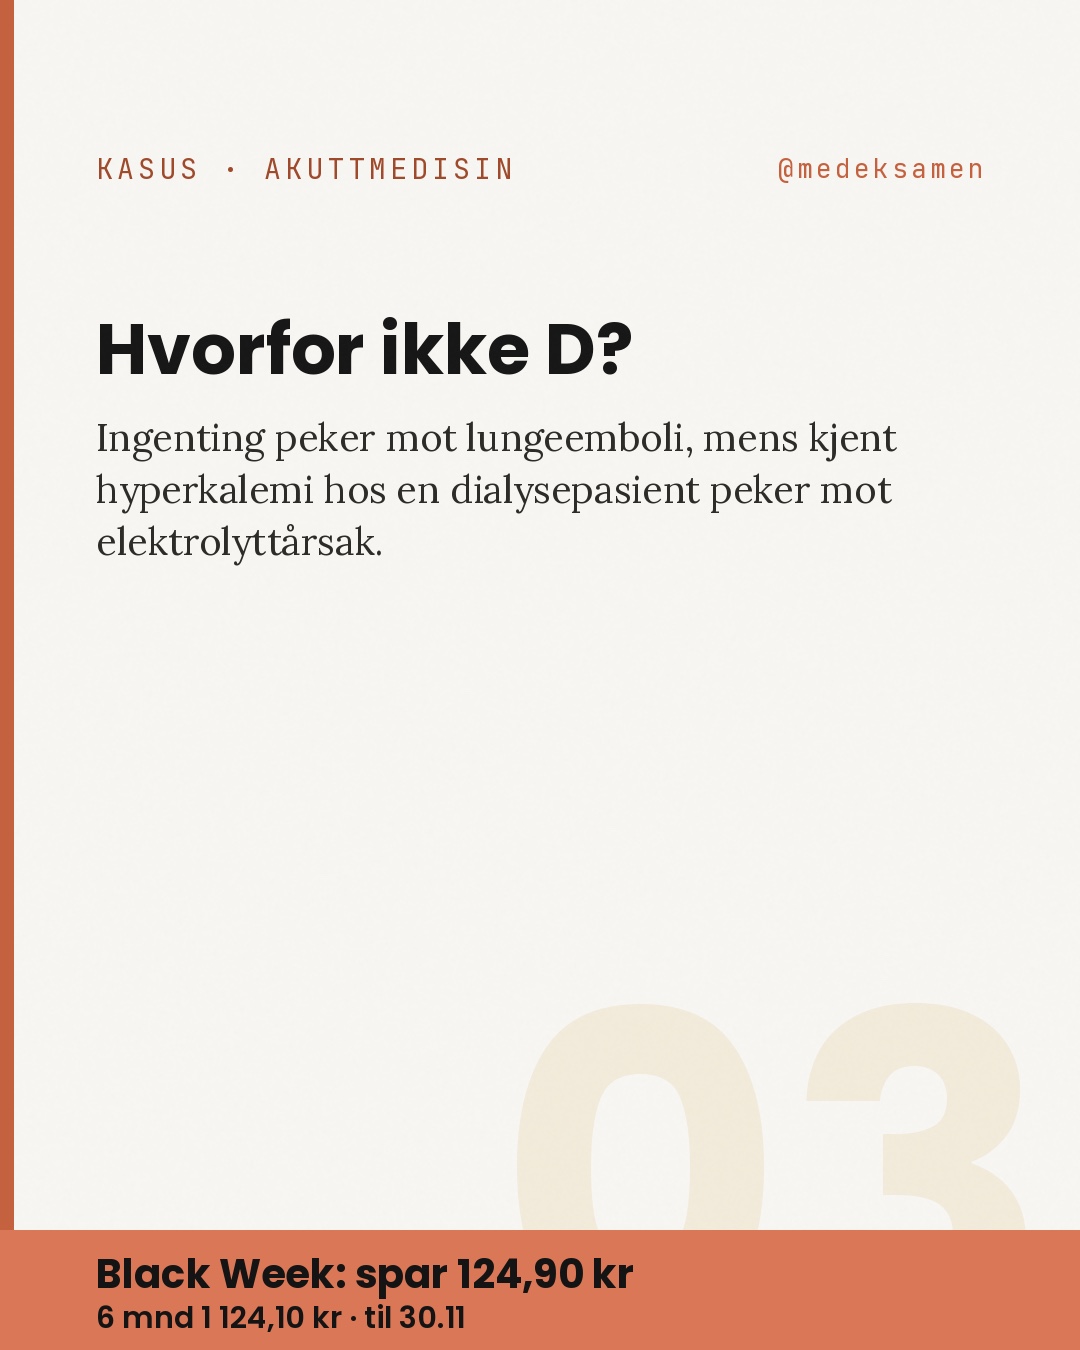 KASUS · AKUTTMEDISIN
@medeksamen
Hvorfor ikke D?
Ingenting peker mot lungeemboli, mens kjent
hyperkalemi hos en dialysepasient peker mot
elektrolyttårsak.
03
Black Week: spar 124,90 kr
6 mnd 1 124,10 kr · til 30.11